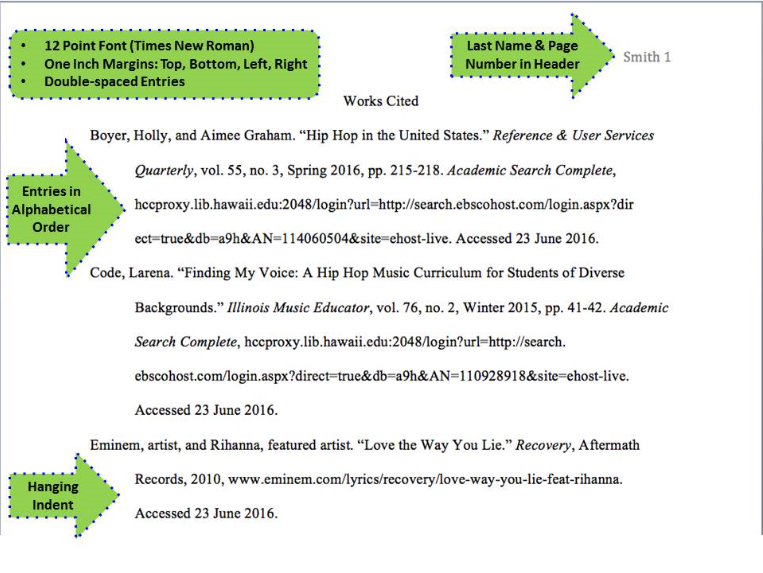 • 12 Point Font (Times New Roman)
• One Inch Margins: Top, Bottom, Left, Right
• Double-spaced Entries
Last Name & Page
Number in Header
Smith 1
Works Cited
Boyer, Holly, and Aimee Graham. “Hip Hop in the United States.” Reference & User Services
Quarterly, vol. 55, no. 3, Spring 2016, pp. 215-218. Academic Search Complete,
hccproxy.lib.hawaii.edu:2048/login?url=http://search.ebscohost.com/login.aspx?dir
ect=true&db=a9h&AN=114060504&site=ehost-live. Accessed 23 June 2016.
Entries in
Alphabetical
Order
Code, Larena. “Finding My Voice: A Hip Hop Music Curriculum for Students of Diverse
Backgrounds.” Illinois Music Educator, vol. 76, no. 2, Winter 2015, pp. 41-42. Academic
Search Complete, hccproxy.lib.hawaii.edu:2048/login?url=http://search.
ebscohost.com/login.aspx?direct=true&db=a9h&AN=110928918&site=ehost-live.
Accessed 23 June 2016.
Eminem, artist, and Rihanna, featured artist. “Love the Way You Lie.” Recovery, Aftermath
Records, 2010, www.eminem.com/lyrics/recovery/love-way-you-lie-feat-rihanna.
Accessed 23 June 2016.
Hanging
Indent